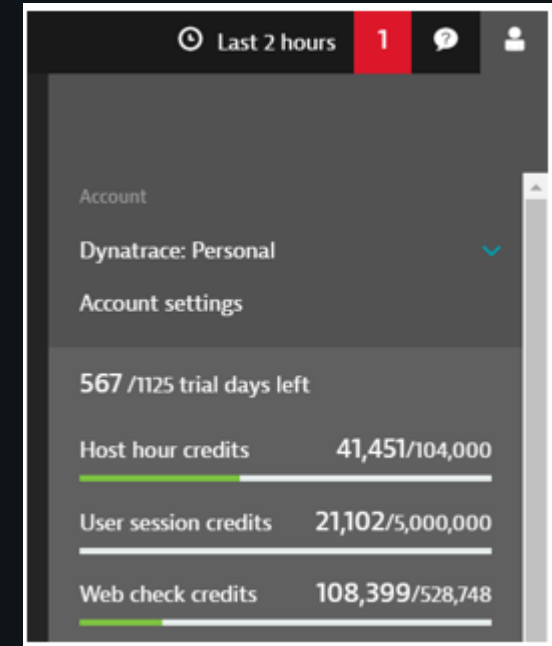 Last 2 hours 1 ?
Account
Dynatrace: Personal
Account settings
567 /1125 trial days left
Host hour credits 41,451/104,000
User session credits 21,102/5,000,000
Web check credits 108,399/528,748